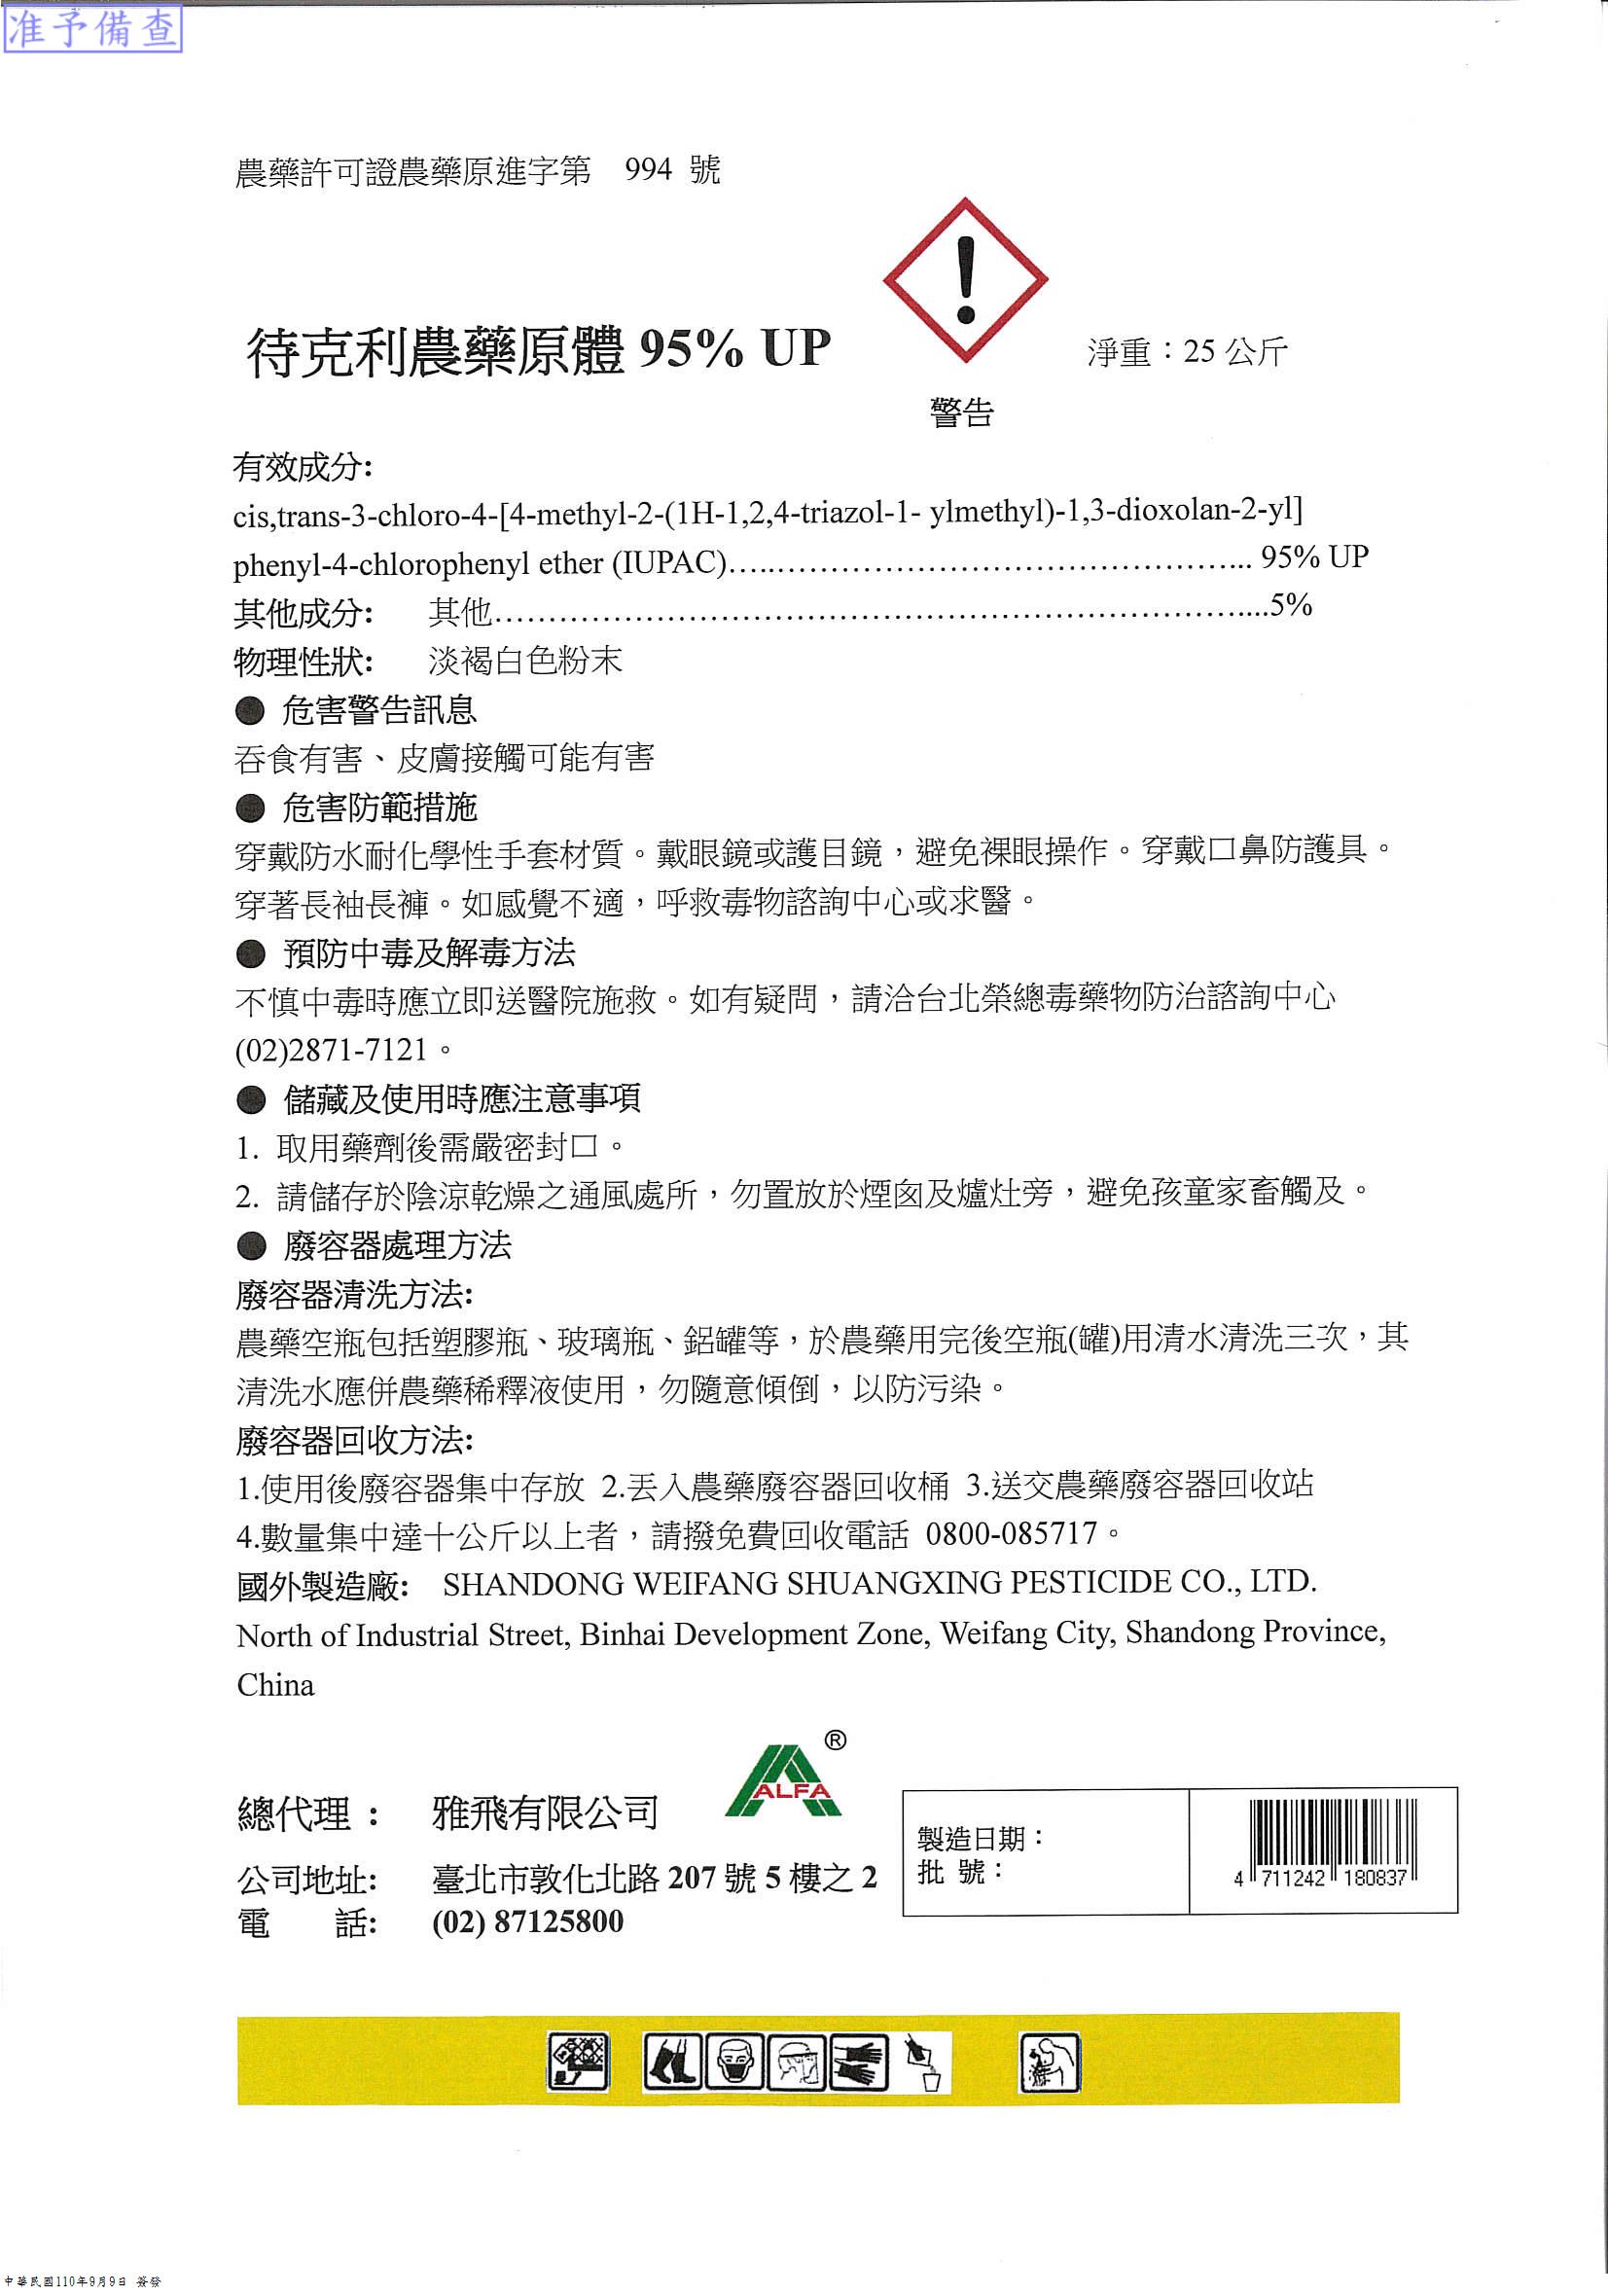 准予備查
農藥許可證農藥原進字第 994 號
待克利農藥原體 95% UP
淨重：25 公斤
警告
有效成分:
cis,trans-3-chloro-4-[4-methyl-2-(1H-1,2,4-triazol-1- ylmethyl)-1,3-dioxolan-2-yl]
phenyl-4-chlorophenyl ether (IUPAC)………………………………………... 95% UP
其他成分: 其他…………………………………………………………………...5%
物理性狀: 淡褐白色粉末
● 危害警告訊息
吞食有害、皮膚接觸可能有害
● 危害防範措施
穿戴防水耐化學性手套材質。戴眼鏡或護目鏡，避免裸眼操作。穿戴口鼻防護具。
穿著長袖長褲。如感覺不適，呼救毒物諮詢中心或求醫。
● 預防中毒及解毒方法
不慎中毒時應立即送醫院施救。如有疑問，請洽台北榮總毒藥物防治諮詢中心
(02)2871-7121。
● 儲藏及使用時應注意事項
1. 取用藥劑後需嚴密封口。
2. 請儲存於陰涼乾燥之通風處所，勿置放於煙囪及爐灶旁，避免孩童家畜觸及。
● 廢容器處理方法
廢容器清洗方法:
農藥空瓶包括塑膠瓶、玻璃瓶、鋁罐等，於農藥用完後空瓶(罐)用清水清洗三次，其
清洗水應併農藥稀釋液使用，勿隨意傾倒，以防污染。
廢容器回收方法:
1.使用後廢容器集中存放 2.丟入農藥廢容器回收桶 3.送交農藥廢容器回收站
4.數量集中達十公斤以上者，請撥免費回收電話 0800-085717。
國外製造廠: SHANDONG WEIFANG SHUANGXING PESTICIDE CO., LTD.
North of Industrial Street, Binhai Development Zone, Weifang City, Shandong Province,
China
ALFA ®
總代理： 雅飛有限公司
公司地址: 臺北市敦化北路 207 號 5 樓之 2
電 話: (02) 87125800
製造日期：
批 號：
4 711242 180837
中華民國110年9月9日 簽發